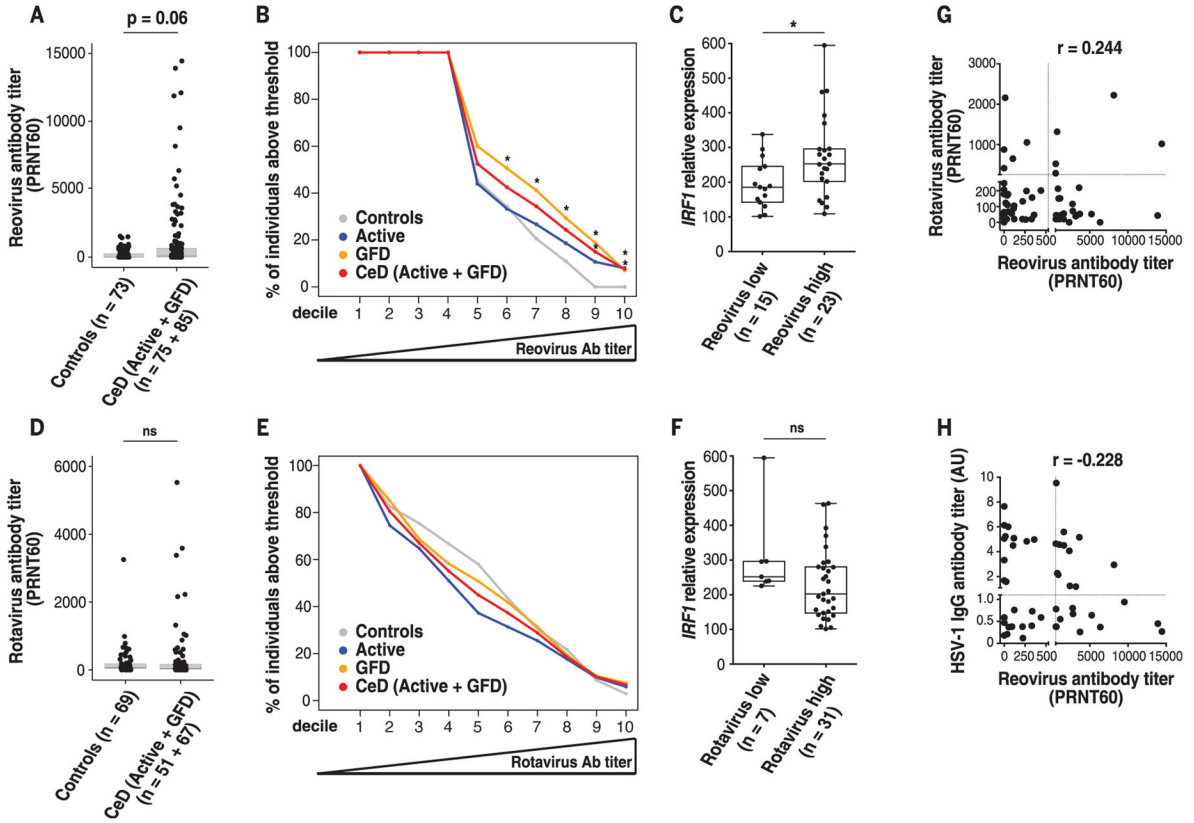 A
p = 0.06
Reovirus antibody titer
(PRNT60)
15000
10000
5000
0
Controls (n = 73)
CeD (Active + GFD)
(n = 75 + 85)
B
% of individuals above threshold
100
80
60
40
20
0
*
*
*
*
*
*
*
Controls
Active
GFD
CeD (Active + GFD)
decile 1 2 3 4 5 6 7 8 9 10
Reovirus Ab titer
C
*
IRF1 relative expression
600
500
400
300
200
100
0
Reovirus low
(n = 15)
Reovirus high
(n = 23)
G
r = 0.244
Rotavirus antibody titer
(PRNT60)
3000
2000
1000
200
100
0
0 250 500 5000 10000 15000
Reovirus antibody titer
(PRNT60)
D
ns
Rotavirus antibody titer
(PRNT60)
6000
4000
2000
0
Controls (n = 69)
CeD (Active + GFD)
(n = 51 + 67)
E
% of individuals above threshold
100
80
60
40
20
0
Controls
Active
GFD
CeD (Active + GFD)
decile 1 2 3 4 5 6 7 8 9 10
Rotavirus Ab titer
F
ns
IRF1 relative expression
600
500
400
300
200
100
0
Rotavirus low
(n = 7)
Rotavirus high
(n = 31)
H
r = -0.228
HSV-1 IgG antibody titer (AU)
10
8
6
4
2
1.0
0.5
0
0 250 500 5000 10000 15000
Reovirus antibody titer
(PRNT60)